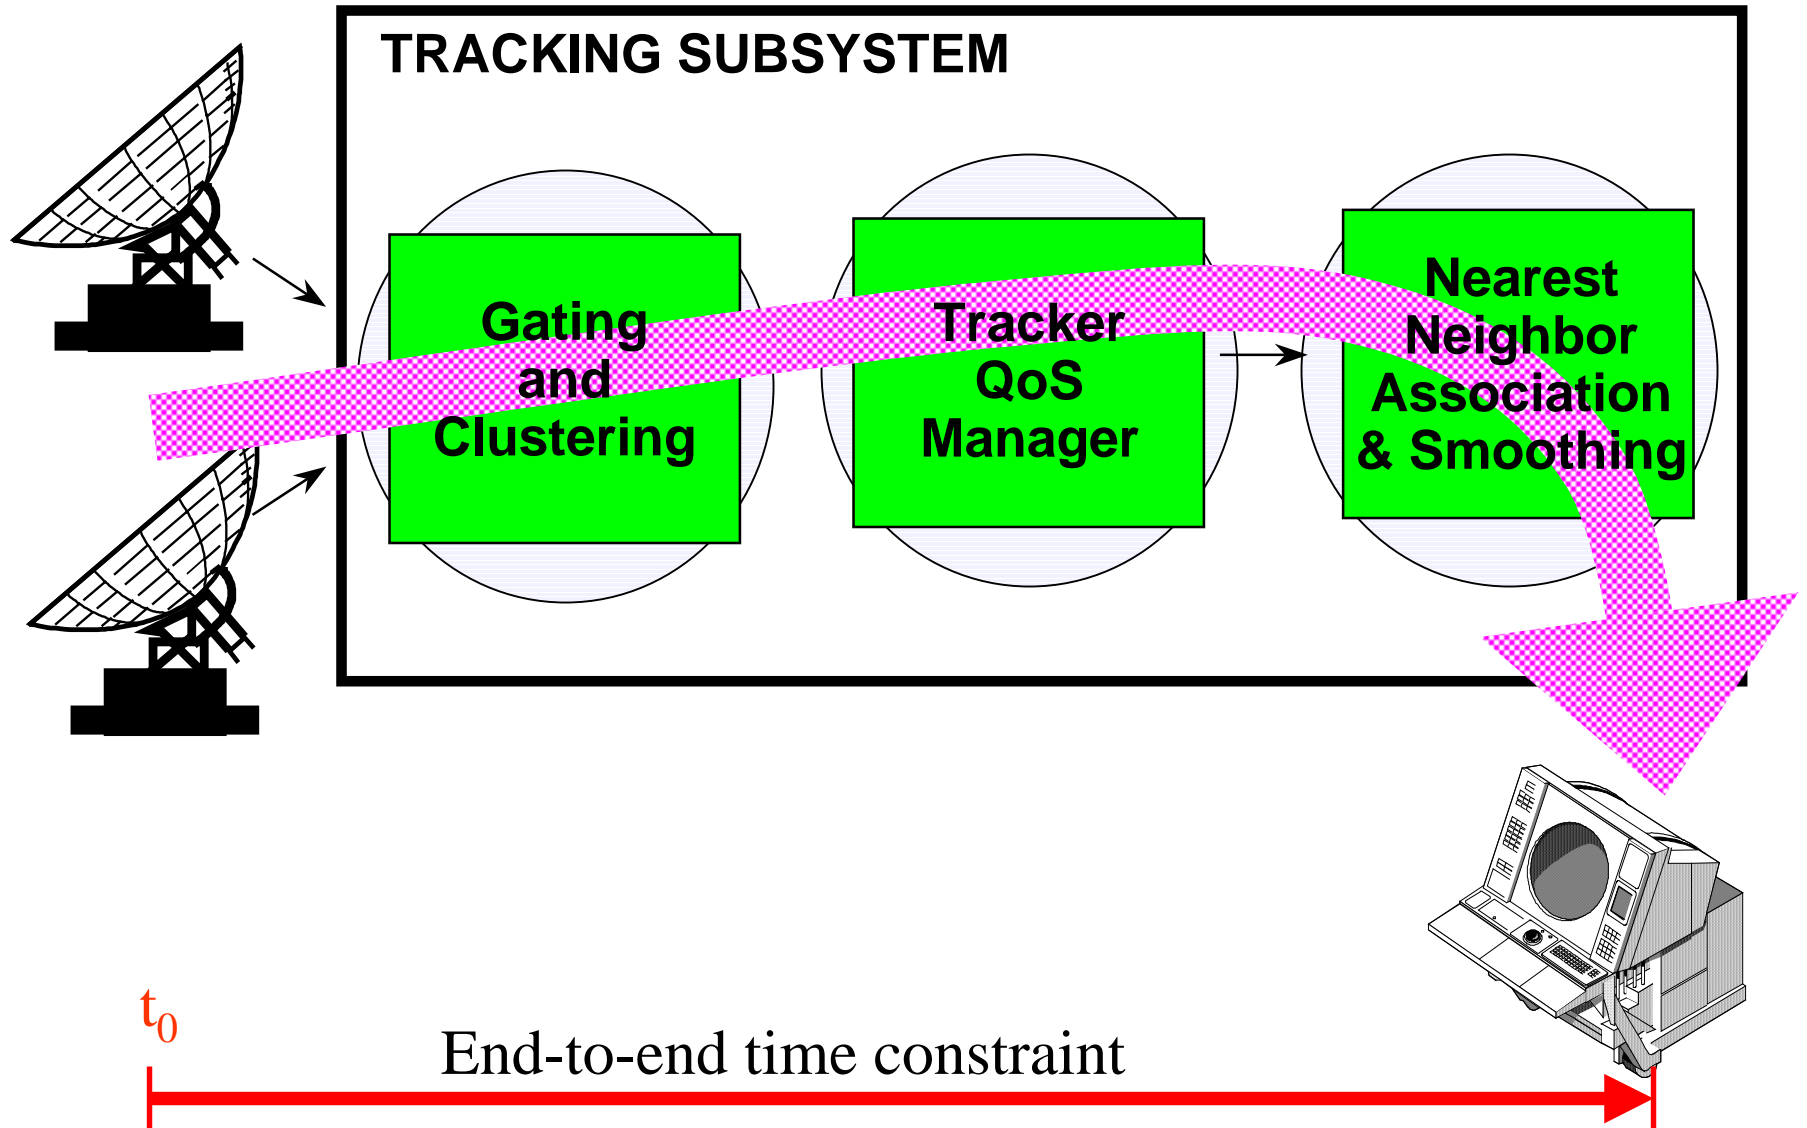 TRACKING SUBSYSTEM
Gating
and
Clustering
Tracker
QoS
Manager
Nearest
Neighbor
Association
& Smoothing
t₀
End-to-end time constraint